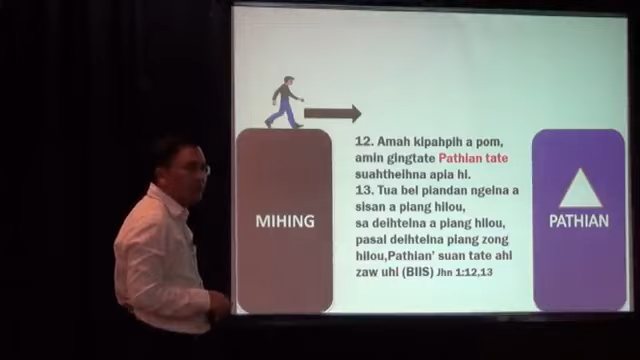 12. Amah kipahpih a pom,
amin gingtate Pathian tate
suahtheihna apia hi.
13. Tua bel piandan ngeina a
sisan a piang hilou,
sa deihteina a piang hilou,
pasal deihteina piang zong
hilou,Pathian' suan tate ahi
zaw uhi (BIIS) Jhn 1:12,13
MIHING
PATHIAN